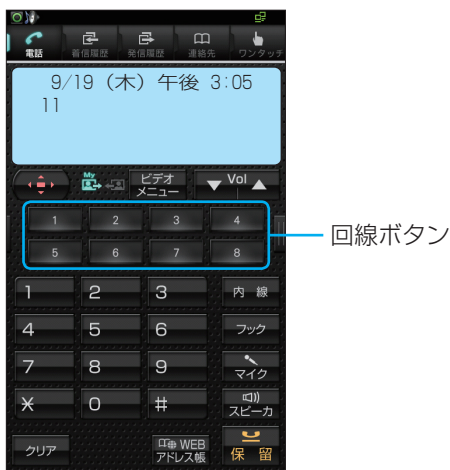 電話 着信履歴 発信履歴 連絡先 ワンタッチ
9/19 (木) 午後 3:05
11
My ビデオ
メニュー Vol
1 2 3 4
5 6 7 8
回線ボタン
1 2 3 内 線
4 5 6 フック
7 8 9 マイク
* 0 # スピーカ
クリア WEB
アドレス帳 保 留